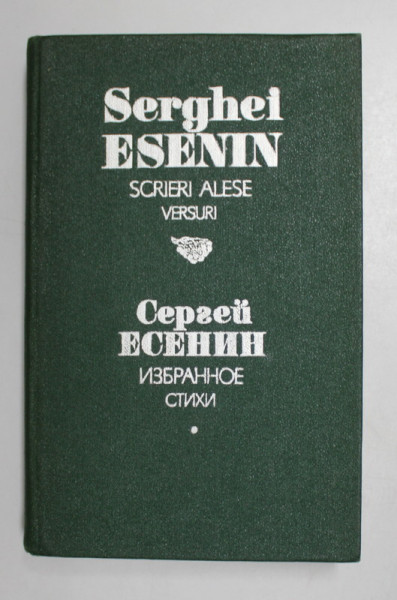 Serghei
ESENIN
SCRIERI ALESE
VERSURI
Сергей
ЕСЕНИН
ИЗБРАННОЕ
СТИХИ